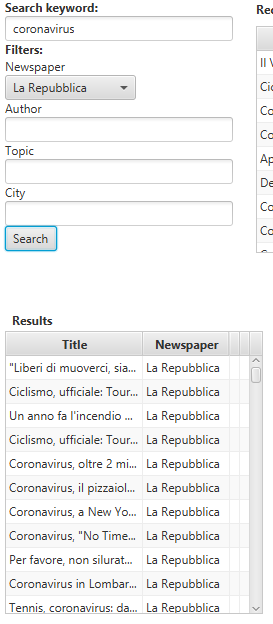 Search keyword:
coronavirus
Filters:
Newspaper
La Repubblica
Author
Topic
City
Search
Rec
Il V
Cic
Co
Co
Ap
De
Co
Co
Results
Title Newspaper
"Liberi di muoverci, sia... La Repubblica
Ciclismo, ufficiale: Tour... La Repubblica
Un anno fa l'incendio ... La Repubblica
Ciclismo, ufficiale: Tour... La Repubblica
Coronavirus, oltre 2 mi... La Repubblica
Coronavirus, il pizzaiol... La Repubblica
Coronavirus, a New Yo... La Repubblica
Coronavirus, "No Time... La Repubblica
Per favore, non silurat... La Repubblica
Coronavirus in Lombar... La Repubblica
Tennis, coronavirus: da... La Repubblica